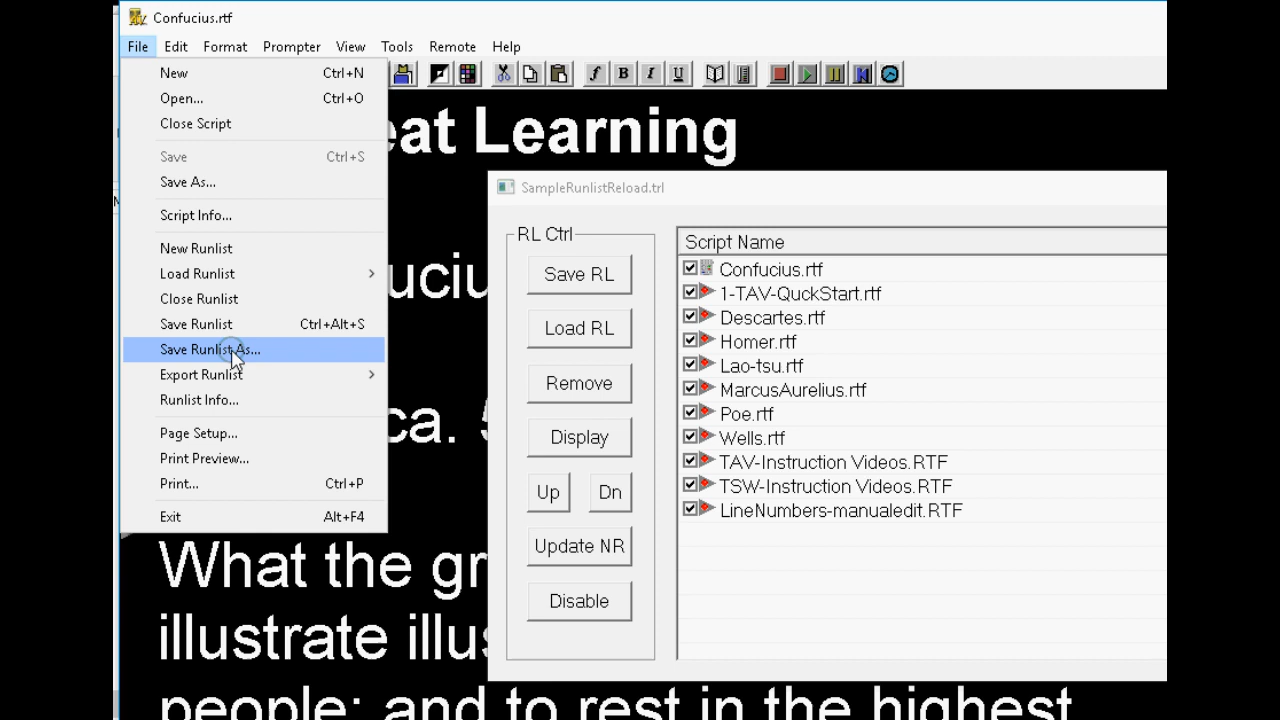 Confucius.rtf
File Edit Format Prompter View Tools Remote Help
New Ctrl+N
Open... Ctrl+O
Close Script
Save Ctrl+S
Save As...
Script Info...
New Runlist
Load Runlist
Close Runlist
Save Runlist Ctrl+Alt+S
Save Runlist As...
Export Runlist
Runlist Info...
Page Setup...
Print Preview...
Print... Ctrl+P
Exit Alt+F4
eat Learning
uciu
ca. 5
What the gr
illustrate illus
people; and to rest in the highest
SampleRunlistReload.trl
RL Ctrl
Save RL
Load RL
Remove
Display
Up Dn
Update NR
Disable
Script Name
Confucius.rtf
1-TAV-QuckStart.rtf
Descartes.rtf
Homer.rtf
Lao-tsu.rtf
MarcusAurelius.rtf
Poe.rtf
Wells.rtf
TAV-Instruction Videos.RTF
TSW-Instruction Videos.RTF
LineNumbers-manualedit.RTF